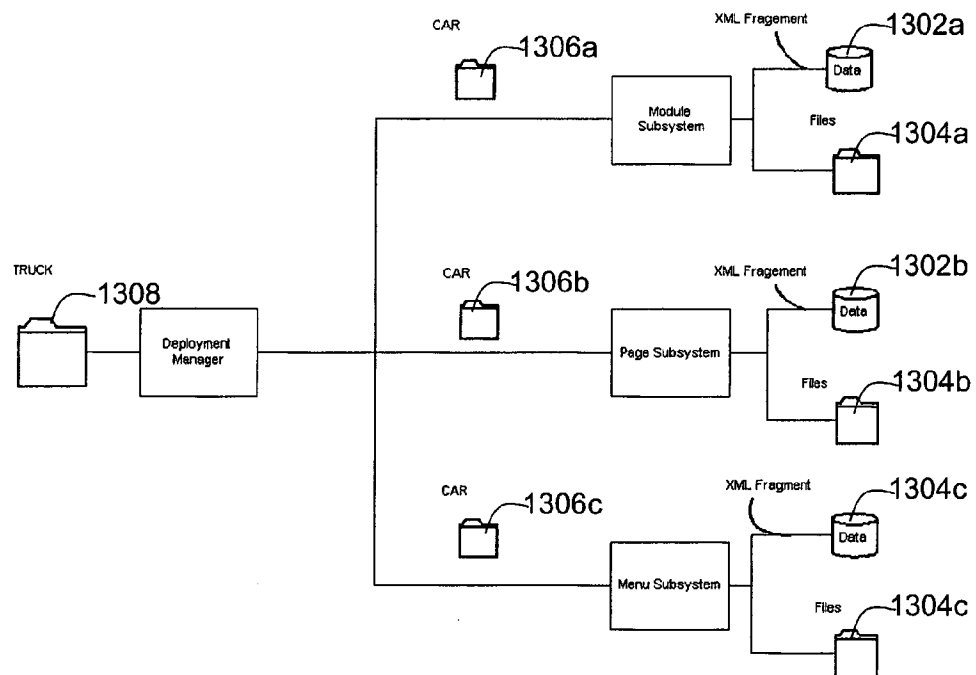 CAR
1306a
XML Fragement
1302a
Data
Module
Subsystem
Files
1304a
TRUCK
1308
Deployment
Manager
CAR
1306b
XML Fragement
1302b
Data
Page Subsystem
Files
1304b
CAR
1306c
XML Fragment
1304c
Data
Menu Subsystem
Files
1304c